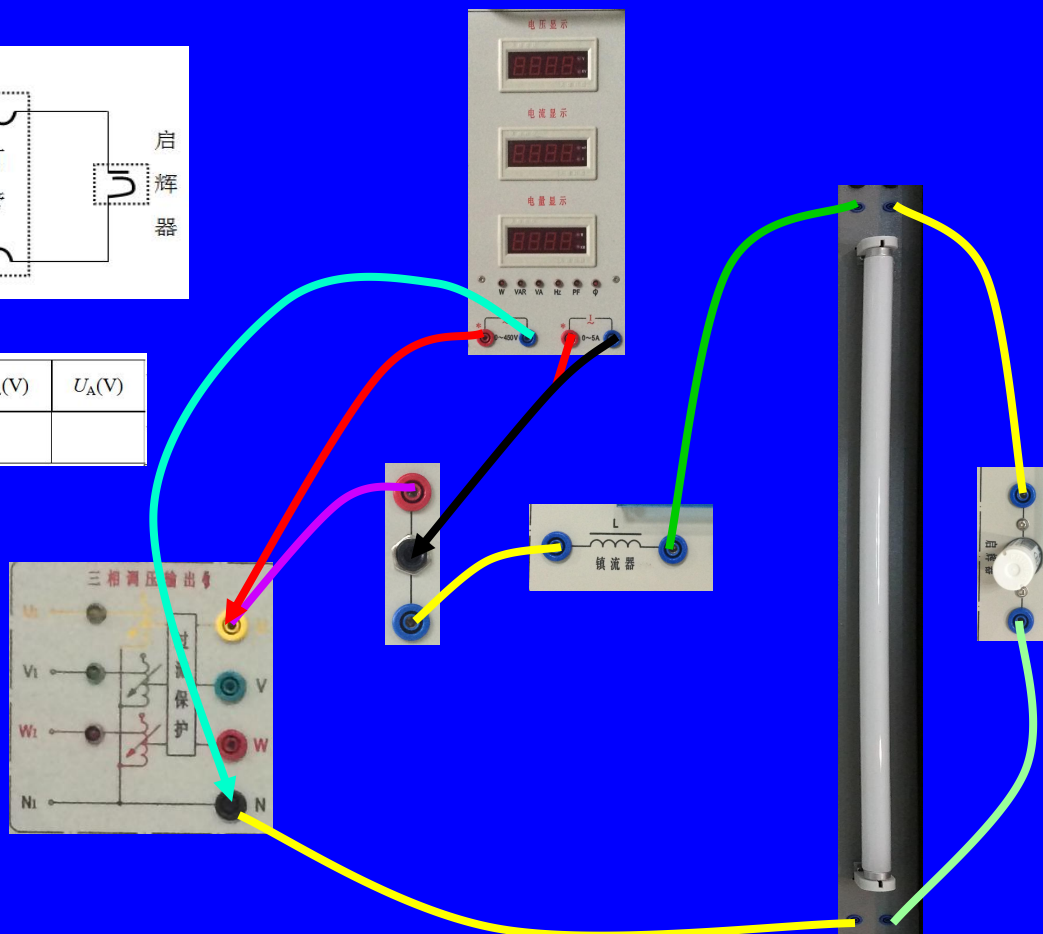 电压显示
电流显示
电量显示
W VAR VA Hz PF φ
0~450V
0~5A
启
辉
器
(V)
U_A(V)
L
镇流器
三相调压输出
过
流
保
护
V1
V
W1
W
N1
N